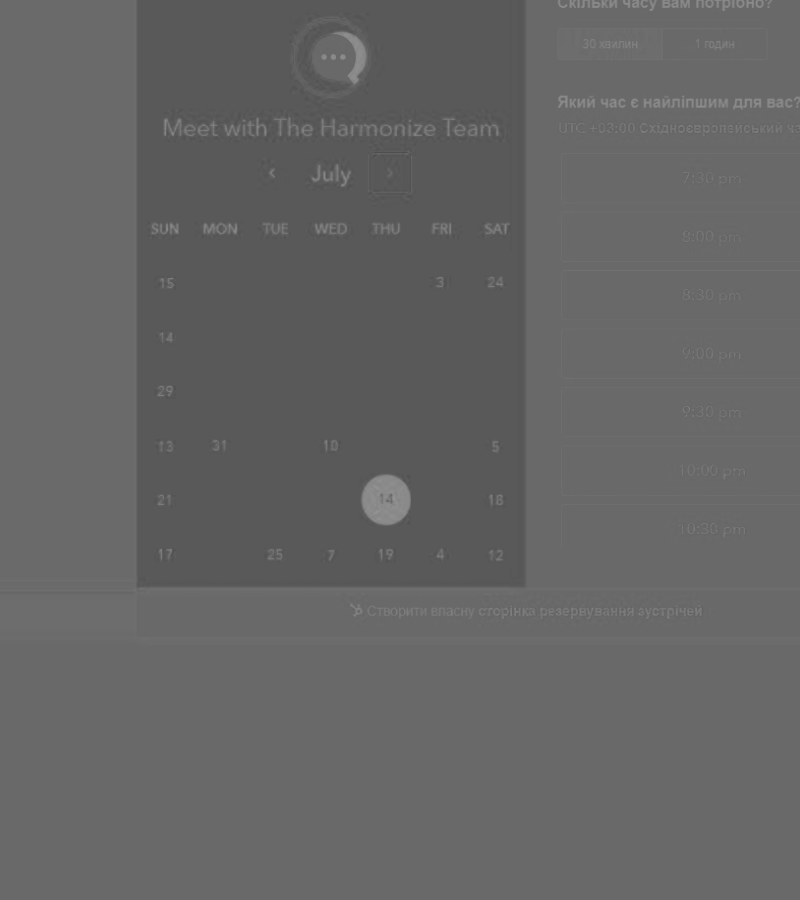 Meet with The Harmonize Team
July
SUN MON TUE WED THU FRI SAT
15 3 24
14
29
13 31 10 5
21 14 18
17 25 7 19 4 12
Скільки часу вам потрібно?
30 хвилин 1 годин
Який час є найліпшим для вас?
UTC +03:00 Східноєвропейський
7:30 pm
8:00 pm
8:30 pm
9:00 pm
9:30 pm
10:00 pm
10:30 pm
Створити власну сторінка резервування аустрічей